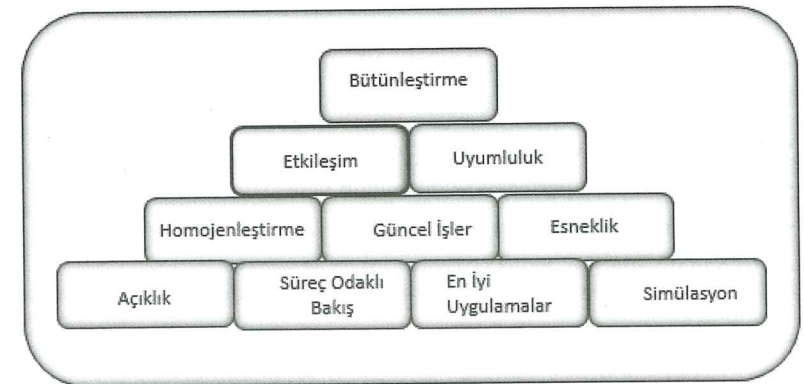 Bütünleştirme
Etkileşim
Uyumluluk
Homojenleştirme
Güncel İşler
Esneklik
Açıklık
Süreç Odaklı
Bakış
En İyi
Uygulamalar
Simülasyon